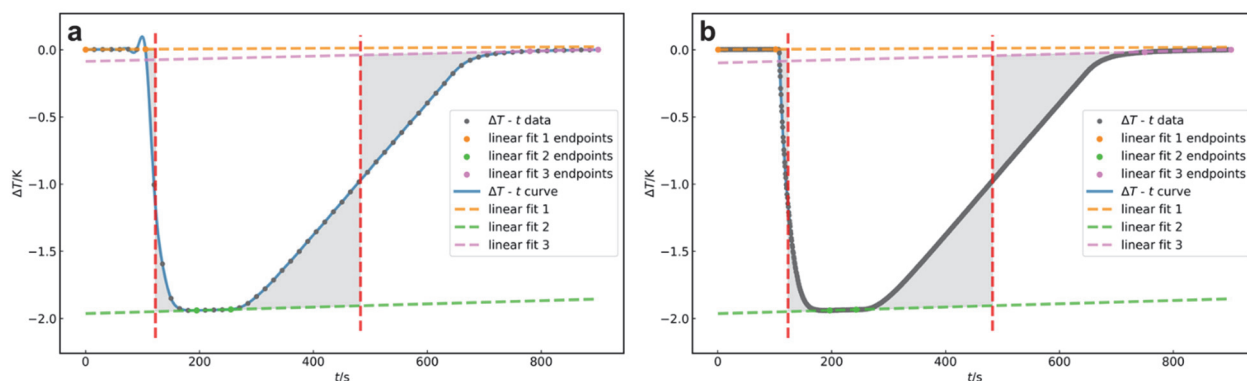 a
0.0
−0.5
−1.0
−1.5
−2.0
ΔT/K
0 200 400 600 800
t/s
ΔT - t data
linear fit 1 endpoints
linear fit 2 endpoints
linear fit 3 endpoints
ΔT - t curve
linear fit 1
linear fit 2
linear fit 3
b
0.0
−0.5
−1.0
−1.5
−2.0
ΔT/K
0 200 400 600 800
t/s
ΔT - t data
linear fit 1 endpoints
linear fit 2 endpoints
linear fit 3 endpoints
ΔT - t curve
linear fit 1
linear fit 2
linear fit 3